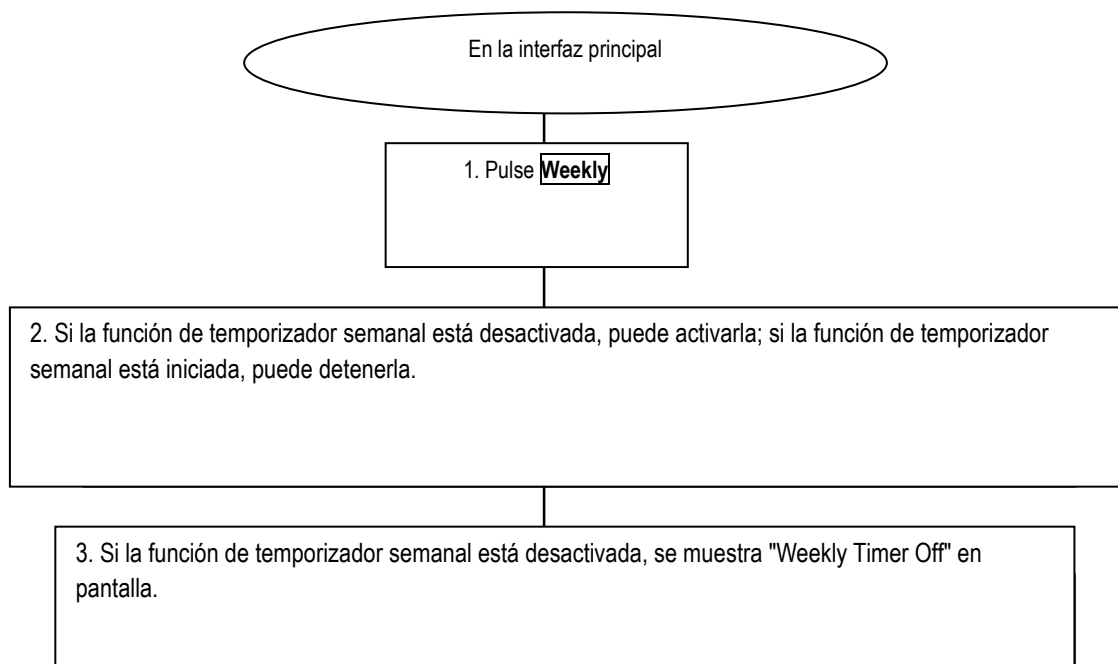 En la interfaz principal
1. Pulse Weekly
2. Si la función de temporizador semanal está desactivada, puede activarla; si la función de temporizador
semanal está iniciada, puede detenerla.
3. Si la función de temporizador semanal está desactivada, se muestra "Weekly Timer Off" en
pantalla.